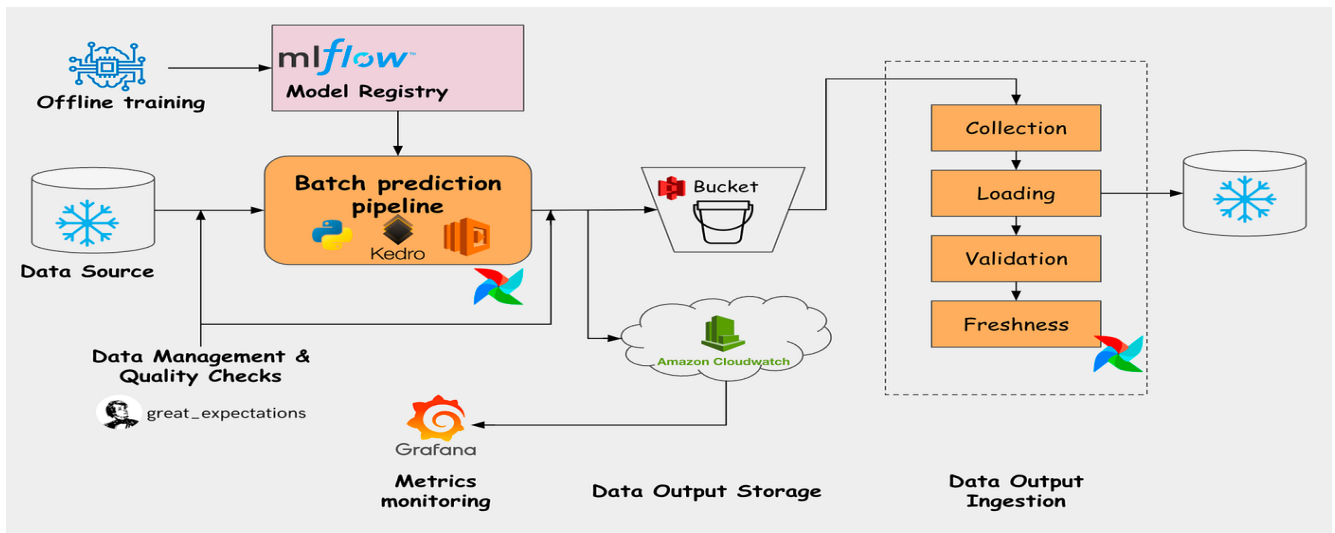 mlflow™
Model Registry
Offline training
Batch prediction
pipeline
Kedro
Data Source
Data Management &
Quality Checks
great_expectations
Bucket
Amazon Cloudwatch
Grafana
Metrics
monitoring
Data Output Storage
Collection
Loading
Validation
Freshness
Data Output
Ingestion